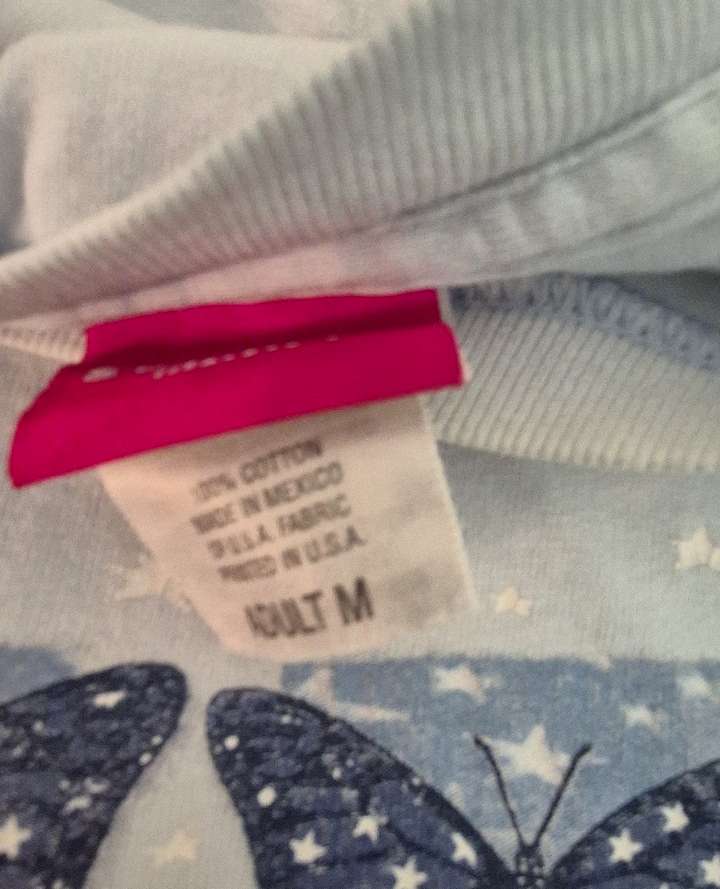 100% COTTON
MADE IN MEXICO
OF U.S.A. FABRIC
PRINTED IN U.S.A.
ADULT M